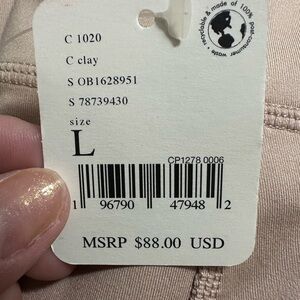 recyclable & made of 100% post-consumer waste
C 1020
C clay
S OB1628951
S 78739430
size
L
CP1278 0006
1 96790 47948 2
MSRP $88.00 USD